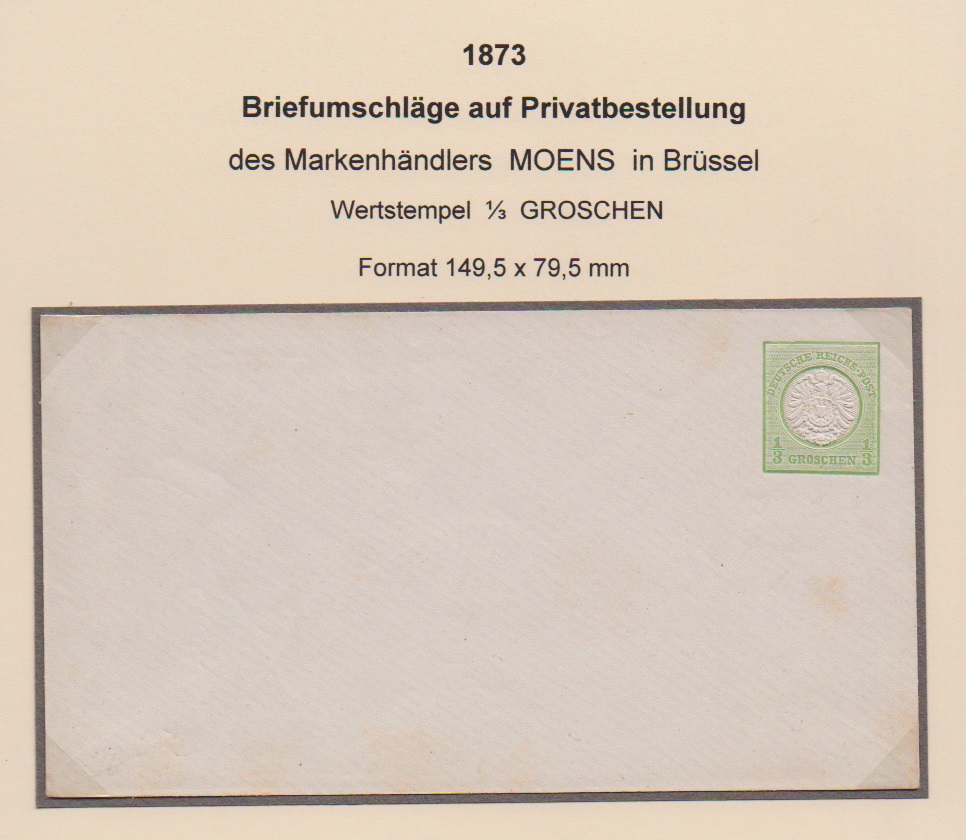 1873
Briefumschläge auf Privatbestellung
des Markenhändlers MOENS in Brüssel
Wertstempel ⅓ GROSCHEN
Format 149,5 x 79,5 mm
DEUTSCHE REICHS-POST
1/3 GROSCHEN 1/3